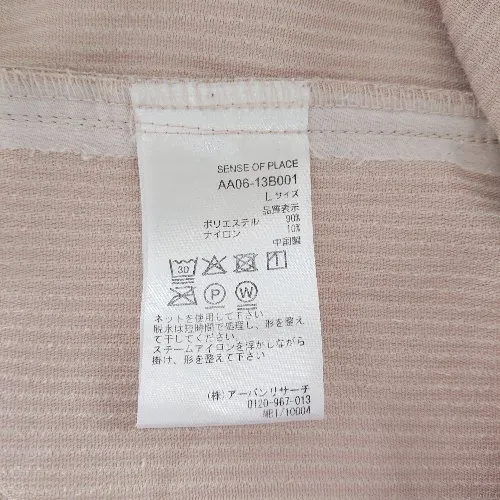 SENSE OF PLACE
AA06-13B001
L サイズ
品質表示
ポリエステル 90%
ナイロン 10%
中国製
30
P W
ネットを使用して下さい
脱水は短時間で処理し、形を整え
て干してください。
スチームアイロンを浮かしながら
掛け、形を整えて下さい
(株) アーバンリサーチ
0120-967-013
MB1/10004